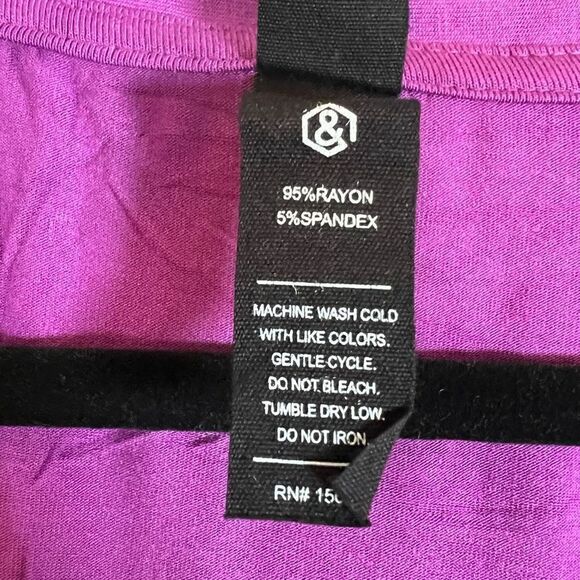 &
95%RAYON
5%SPANDEX
MACHINE WASH COLD
WITH LIKE COLORS.
GENTLE CYCLE.
DO NOT BLEACH.
TUMBLE DRY LOW.
DO NOT IRON.
RN#